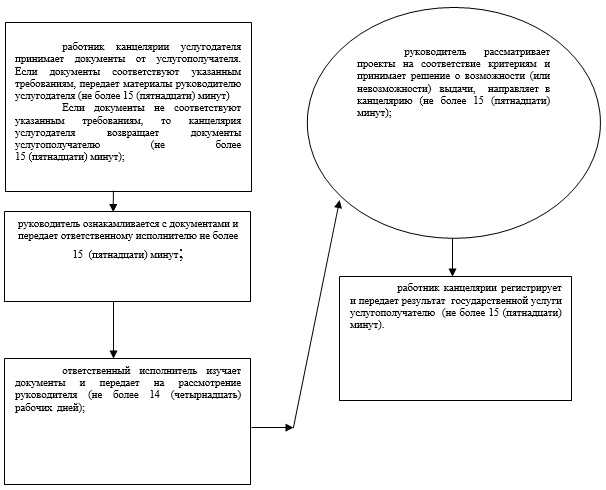 работник канцелярии услугодателя
принимает документы от услугополучателя.
Если документы соответствуют указанным
требованиям, передает материалы руководителю
услугодателя (не более 15 (пятнадцати) минут)
Если документы не соответствуют
указанным требованиям, то канцелярия
услугодателя возвращает документы
услугополучателю (не более
15 (пятнадцати) минут);
руководитель ознакамливается с документами и
передает ответственному исполнителю не более
15 (пятнадцати) минут;
ответственный исполнитель изучает
документы и передает на рассмотрение
руководителя (не более 14 (четырнадцать)
рабочих дней);
руководитель рассматривает
проекты на соответствие критериям и
принимает решение о возможности (или
невозможности) выдачи, направляет в
канцелярию (не более 15 (пятнадцати)
минут);
работник канцелярии регистрирует
и передает результат государственной услуги
услугополучателю (не более 15 (пятнадцати)
минут).